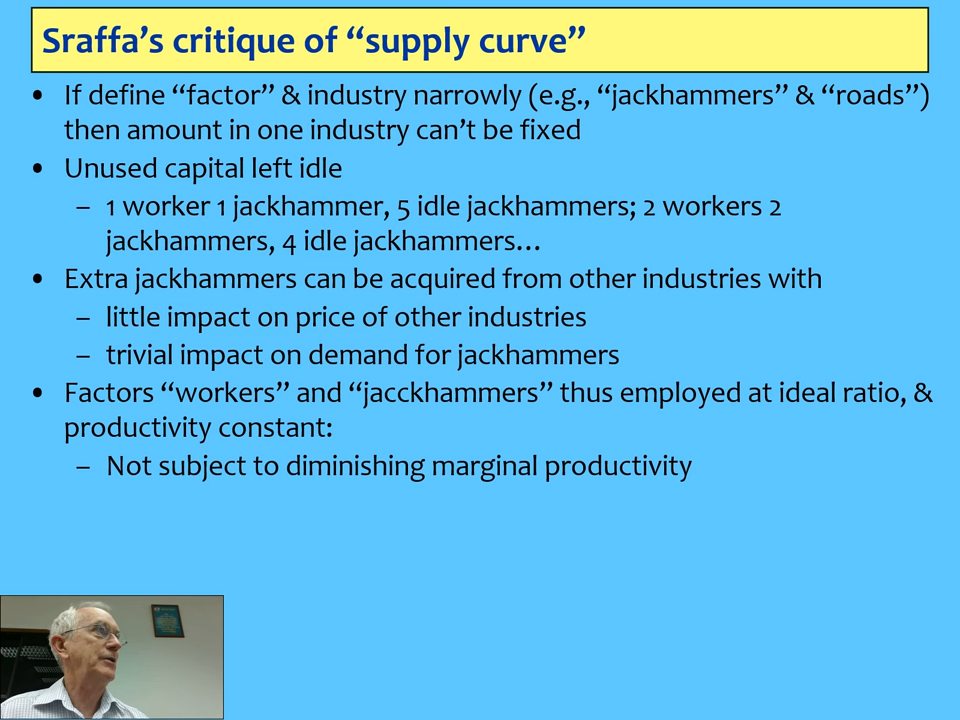 Sraffa’s critique of “supply curve”
• If define “factor” & industry narrowly (e.g., “jackhammers” & “roads”)
then amount in one industry can’t be fixed
• Unused capital left idle
– 1 worker 1 jackhammer, 5 idle jackhammers; 2 workers 2
jackhammers, 4 idle jackhammers…
• Extra jackhammers can be acquired from other industries with
– little impact on price of other industries
– trivial impact on demand for jackhammers
• Factors “workers” and “jacckhammers” thus employed at ideal ratio, &
productivity constant:
– Not subject to diminishing marginal productivity